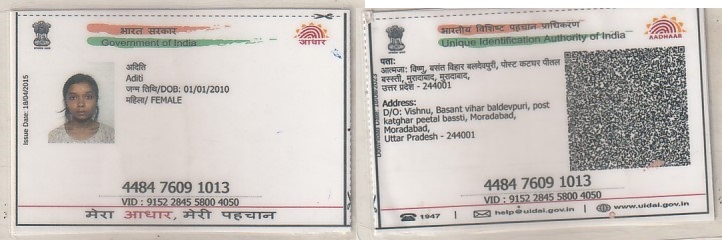 भारत सरकार
Government of India
आधार
Issue Date: 18/04/2015
अदिति
Aditi
जन्म तिथि/DOB: 01/01/2010
महिला/ FEMALE
4484 7609 1013
VID : 9152 2845 5800 4050
मेरा आधार, मेरी पहचान
भारतीय विशिष्ट पहचान प्राधिकरण
Unique Identification Authority of India
AADHAAR
पता:
आत्मजा: विष्णु, बसंत विहार बलदेवपुरी, पोस्ट कटघर पीतल
बस्ती, मुरादाबाद, मुरादाबाद,
उत्तर प्रदेश - 244001
Address:
D/O: Vishnu, Basant vihar baldevpuri, post
katghar peetal bassti, Moradabad,
Moradabad,
Uttar Pradesh - 244001
4484 7609 1013
VID : 9152 2845 5800 4050
1947 | help@uidai.gov.in | www.uidai.gov.in